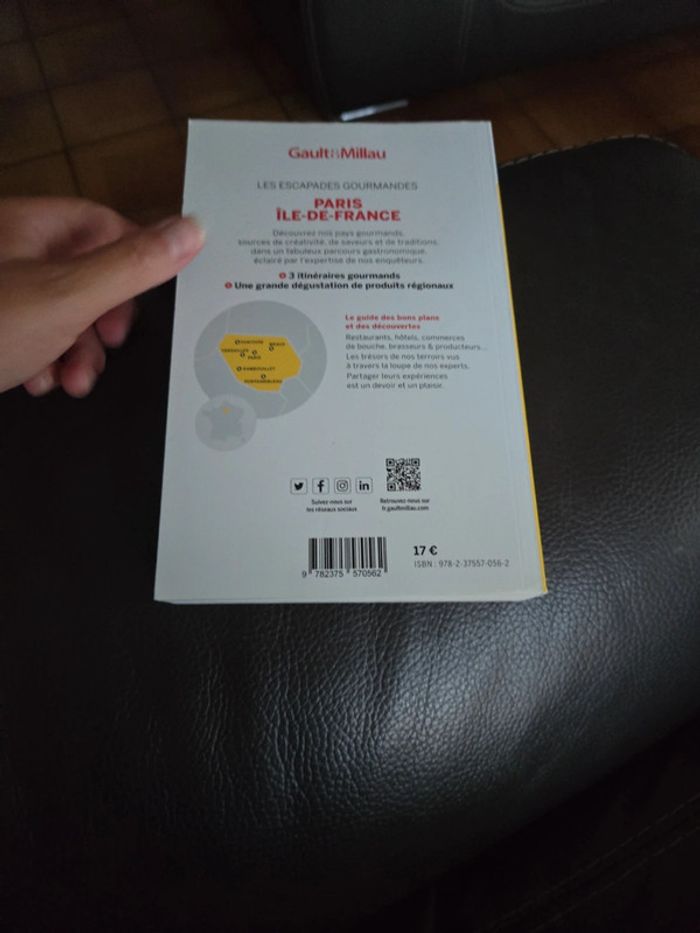 Gault&Millau
LES ESCAPADES GOURMANDES
PARIS
ÎLE-DE-FRANCE
Découvrez nos pays gourmands,
sources de créativité, de saveurs et de traditions,
dans un fabuleux parcours gastronomique,
éclairé par l'expertise de nos enquêteurs.
3 itinéraires gourmands
Une grande dégustation de produits régionaux
Le guide des bons plans
et des découvertes
Restaurants, hôtels, commerces
de bouche, brasseurs & producteurs...
Les trésors de nos terroirs vus
à travers la loupe de nos experts.
Partager leurs expériences
est un devoir et un plaisir.
MEAUX
VERSAILLES
PARIS
RAMBOUILLET
FONTAINEBLEAU
Suivez-nous sur
les réseaux sociaux
Retrouvez-nous sur
fr.gaultmillau.com
17 €
ISBN : 978-2-37557-056-2
9 782375 570562